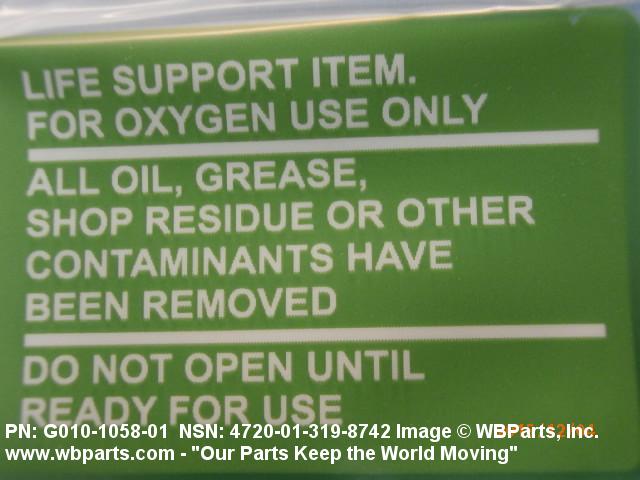 LIFE SUPPORT ITEM.
FOR OXYGEN USE ONLY
ALL OIL, GREASE,
SHOP RESIDUE OR OTHER
CONTAMINANTS HAVE
BEEN REMOVED
DO NOT OPEN UNTIL
READY FOR USE
PN: G010-1058-01 NSN: 4720-01-319-8742 Image © WBParts, Inc.
www.wbparts.com - "Our Parts Keep the World Moving"